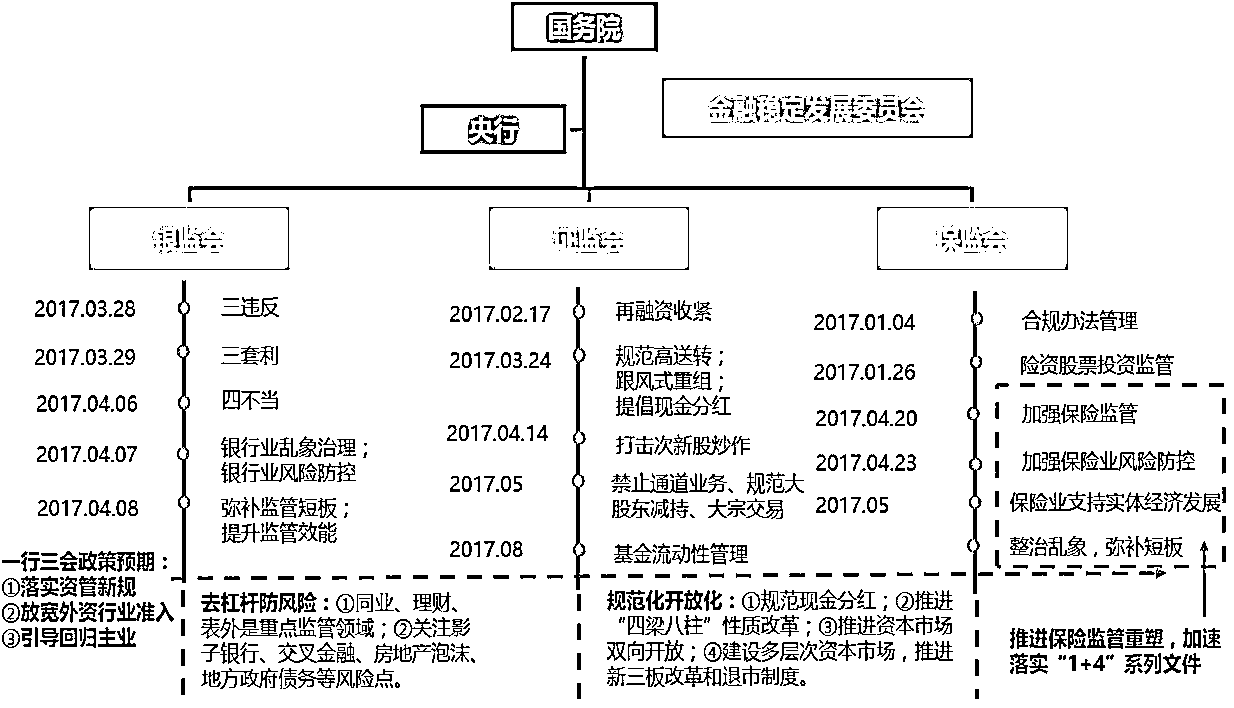 国务院
金融稳定发展委员会
央行
银监会
证监会
保监会
2017.03.28
三违反
2017.03.29
三套利
2017.04.06
四不当
2017.04.07
银行业乱象治理；
银行业风险防控
2017.04.08
弥补监管短板；
提升监管效能
2017.02.17
再融资收紧
2017.03.24
规范高送转；
跟风式重组；
提倡现金分红
2017.04.14
打击次新股炒作
2017.05
禁止通道业务、规范大
股东减持、大宗交易
2017.08
基金流动性管理
2017.01.04
合规办法管理
2017.01.26
险资股票投资监管
2017.04.20
加强保险监管
2017.04.23
加强保险业风险防控
2017.05
保险业支持实体经济发展
整治乱象，弥补短板
一行三会政策预期：
①落实资管新规
②放宽外资行业准入
③引导回归主业
去杠杆防风险：①同业、理财、
表外是重点监管领域；②关注影
子银行、交叉金融、房地产泡沫、
地方政府债务等风险点。
规范化开放化：①规范现金分红；②推进
“四梁八柱”性质改革；③推进资本市场
双向开放；④建设多层次资本市场，推进
新三板改革和退市制度。
推进保险监管重塑，加速
落实“1+4”系列文件